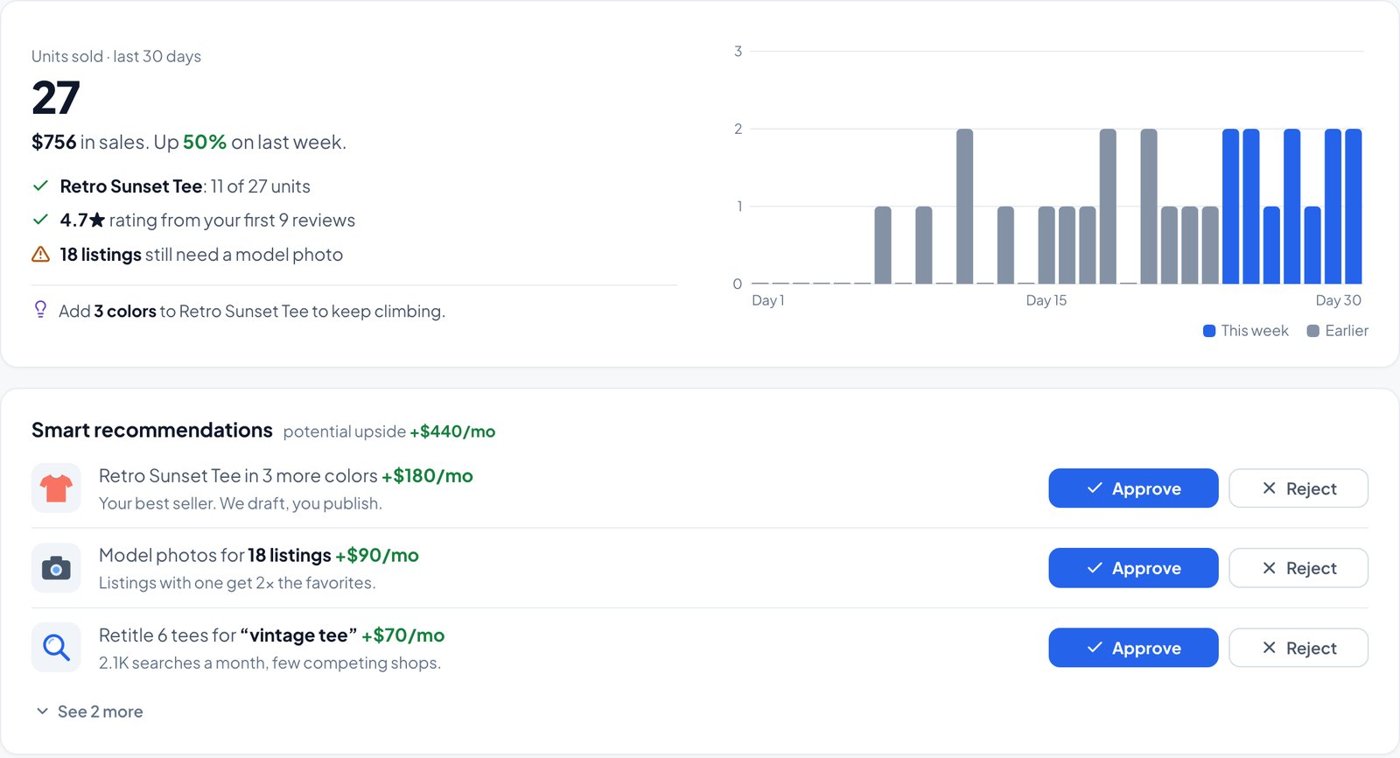 Units sold · last 30 days
27
$756 in sales. Up 50% on last week.
Retro Sunset Tee: 11 of 27 units
4.7★ rating from your first 9 reviews
18 listings still need a model photo
Add 3 colors to Retro Sunset Tee to keep climbing.
3
2
1
0
Day 1
Day 15
Day 30
This week
Earlier
Smart recommendations potential upside +$440/mo
Retro Sunset Tee in 3 more colors +$180/mo
Your best seller. We draft, you publish.
Approve
Reject
Model photos for 18 listings +$90/mo
Listings with one get 2× the favorites.
Approve
Reject
Retitle 6 tees for “vintage tee” +$70/mo
2.1K searches a month, few competing shops.
Approve
Reject
See 2 more